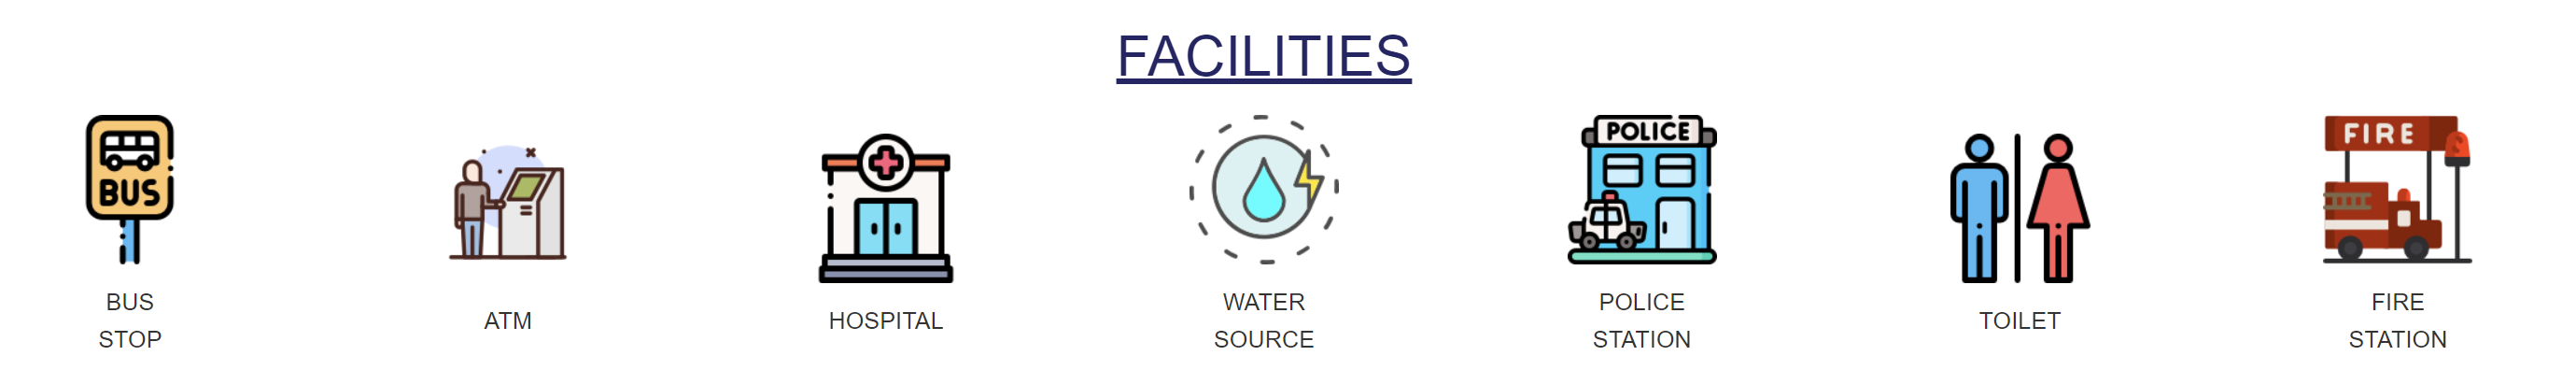 FACILITIES
BUS
POLICE
FIRE
BUS
STOP
ATM
HOSPITAL
WATER
SOURCE
POLICE
STATION
TOILET
FIRE
STATION